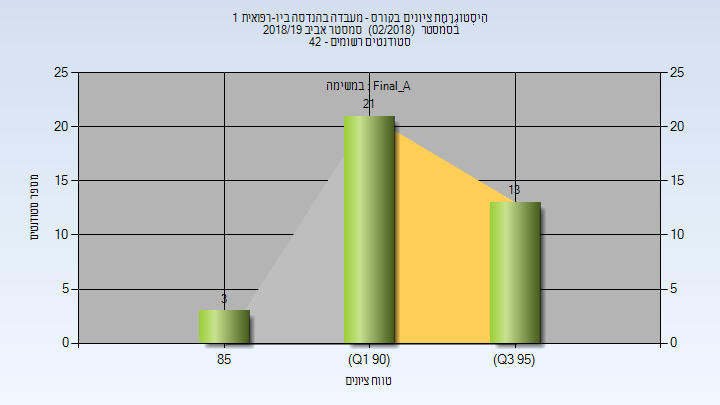 היסטוגרמת ציונים בקורס - מעבדה בהנדסה ביו-רפואית 1
בסמסטר (02/2018) סמסטר אביב 2018/19
סטודנטים רשומים - 42
במשימה : Final_A
25
20
15
10
5
0
25
20
15
10
5
0
3
21
13
מספר סטודנטים
85
(Q1 90)
(Q3 95)
טווח ציונים